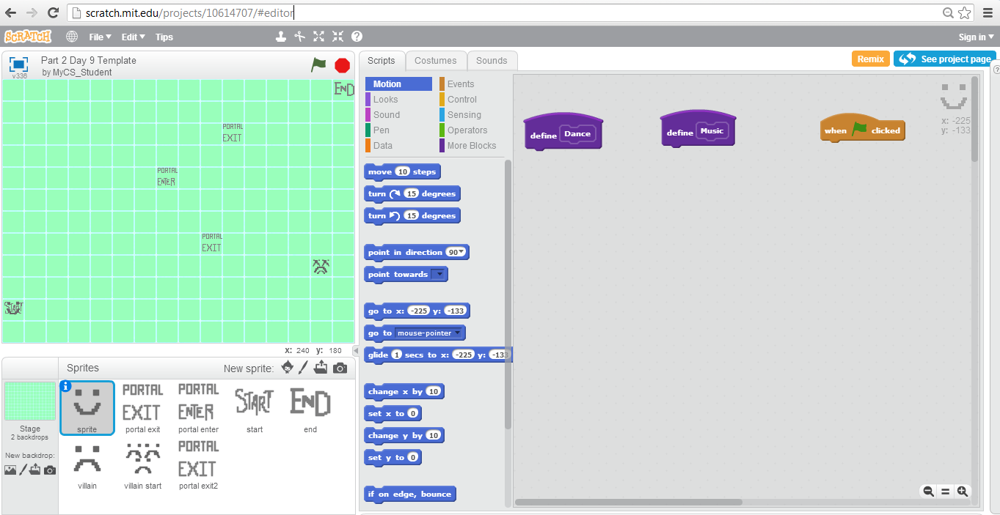 scratch.mit.edu/projects/10614707/#editor
SCRATCH File Edit Tips Sign in
v336 Part 2 Day 9 Template
by MyCS_Student
Scripts Costumes Sounds
Remix See project page
END
PORTAL
EXIT
PORTAL
ENTER
PORTAL
EXIT
START
x: 240 y: 180
Motion Events
Looks Control
Sound Sensing
Pen Operators
Data More Blocks
move 10 steps
turn 15 degrees
turn 15 degrees
point in direction 90
point towards
go to x: -225 y: -133
go to mouse-pointer
glide 1 secs to x: -225 y: -133
change x by 10
set x to 0
change y by 10
set y to 0
if on edge, bounce
define Dance
define Music
when clicked
x: -225
y: -133
Sprites New sprite:
Stage
2 backdrops
New backdrop:
sprite
PORTAL
EXIT
portal exit
PORTAL
ENTER
portal enter
START
start
END
end
villain
villain start
PORTAL
EXIT
portal exit2